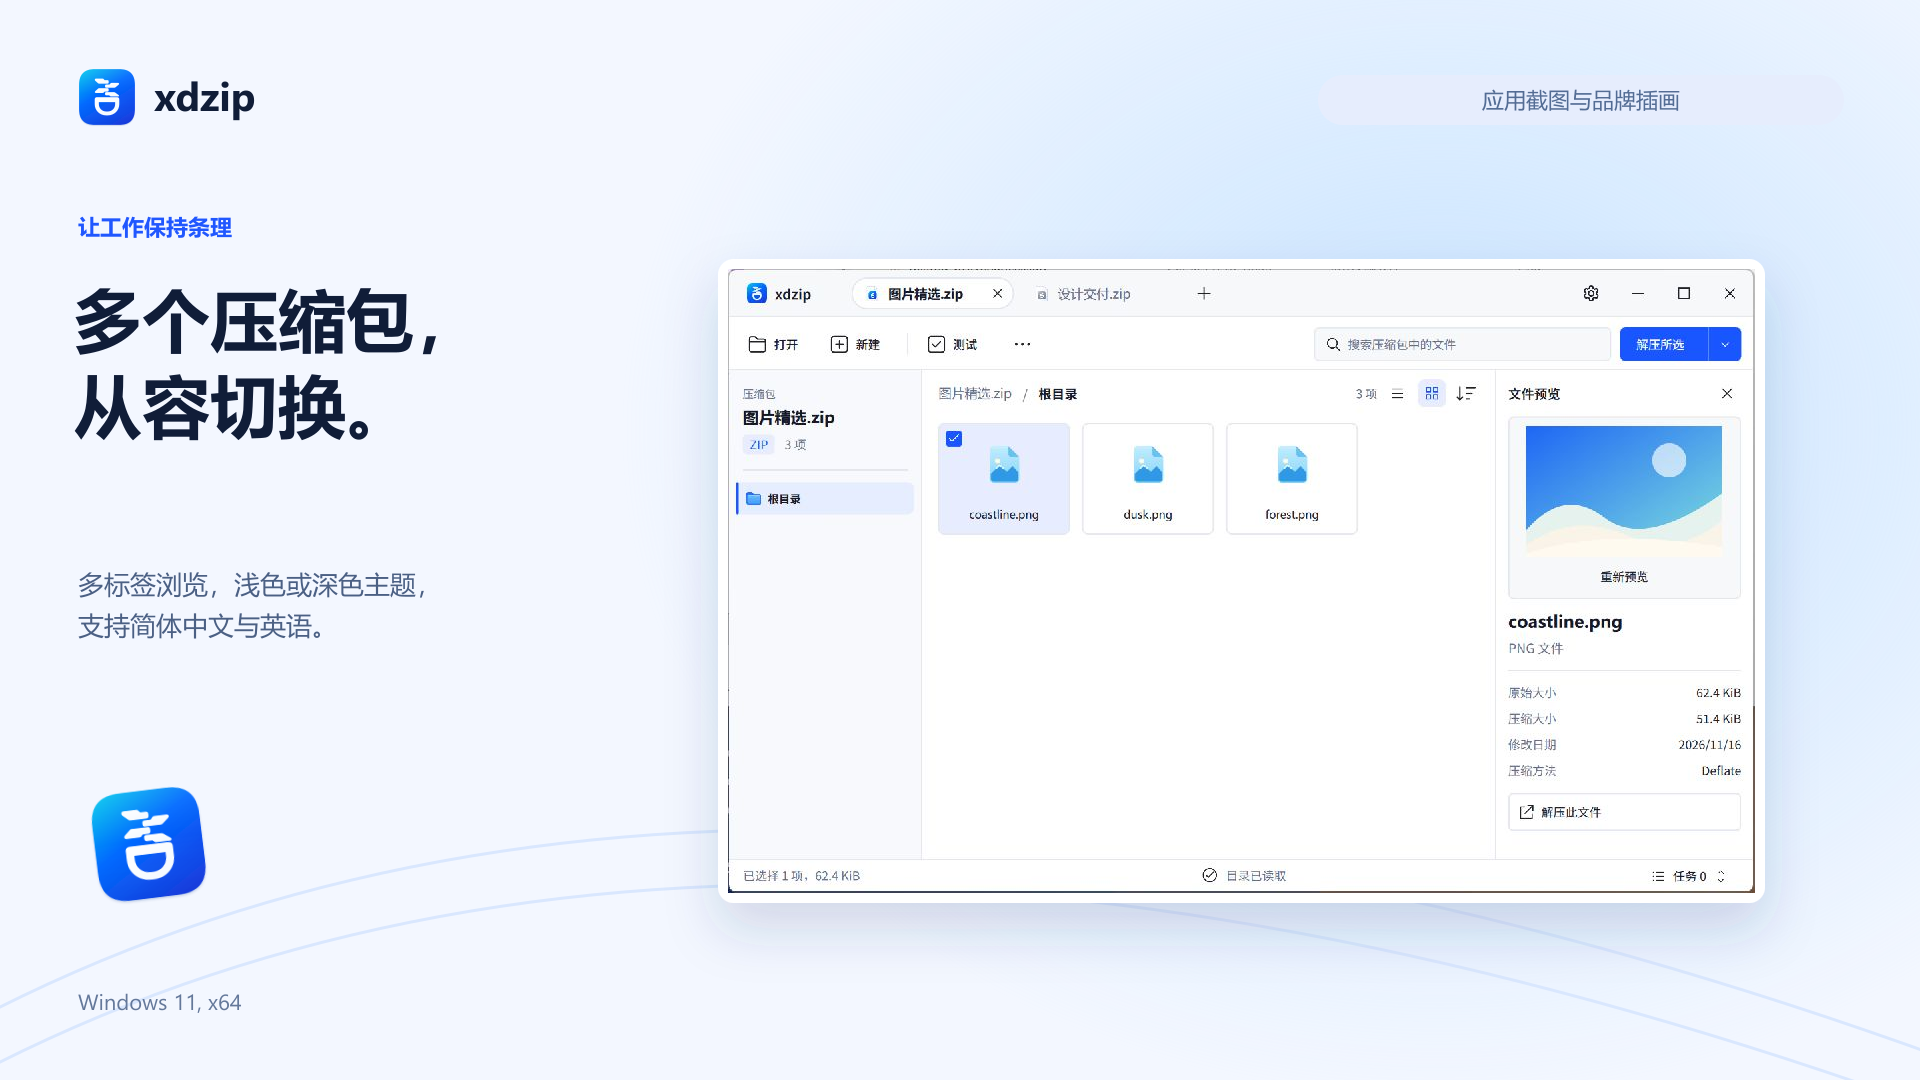 xdzip
应用截图与品牌插画
让工作保持条理
多个压缩包，
从容切换。
多标签浏览，浅色或深色主题，
支持简体中文与英语。
Windows 11, x64
xdzip
图片精选.zip
设计交付.zip
打开
新建
测试
搜索压缩包中的文件
解压所选
压缩包
图片精选.zip
ZIP 3 项
根目录
图片精选.zip / 根目录
3 项
coastline.png
dusk.png
forest.png
文件预览
重新预览
coastline.png
PNG 文件
原始大小 62.4 KiB
压缩大小 51.4 KiB
修改日期 2026/11/16
压缩方法 Deflate
解压此文件
已选择 1 项，62.4 KiB
目录已读取
任务 0